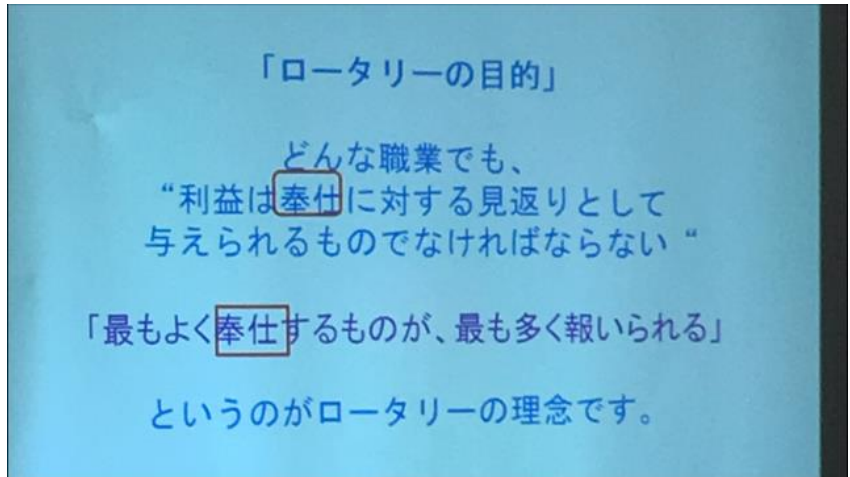 「ロータリーの目的」
どんな職業でも、
“利益は奉仕に対する見返りとして
与えられるものでなければならない “
「最もよく奉仕するものが、最も多く報いられる」
というのがロータリーの理念です。